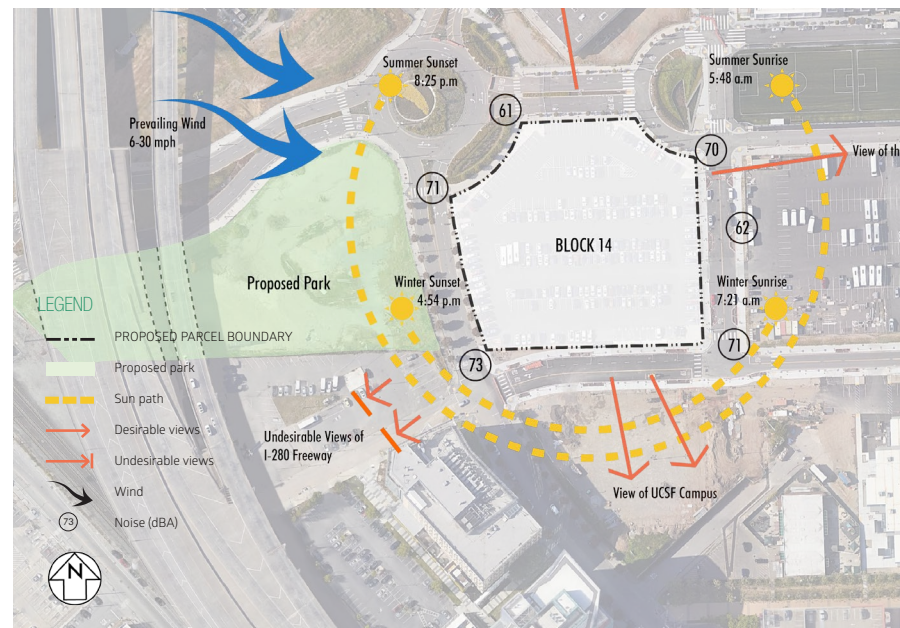 Summer Sunset
8:25 p.m
Summer Sunrise
5:48 a.m
Prevailing Wind
6-30 mph
61
70
View of th
71
62
BLOCK 14
Proposed Park
Winter Sunset
4:54 p.m
Winter Sunrise
7:21 a.m
71
73
Undesirable Views of
I-280 Freeway
View of UCSF Campus
LEGEND
PROPOSED PARCEL BOUNDARY
Proposed park
Sun path
Desirable views
Undesirable views
Wind
73
Noise (dBA)
N